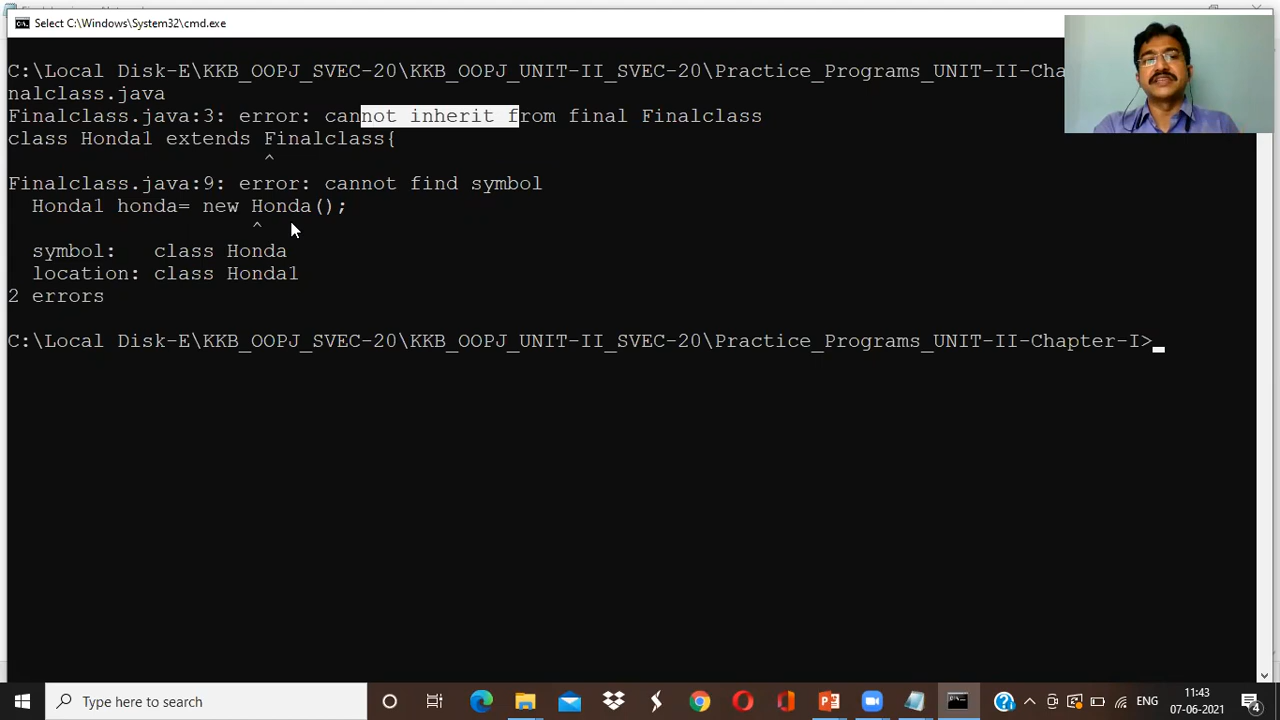 Select C:\Windows\System32\cmd.exe
C:\Local Disk-E\KKB_OOPJ_SVEC-20\KKB_OOPJ_UNIT-II_SVEC-20\Practice_Programs_UNIT-II-Cha
nalclass.java
Finalclass.java:3: error: cannot inherit from final Finalclass
class Honda1 extends Finalclass{
^
Finalclass.java:9: error: cannot find symbol
Honda1 honda= new Honda();
^
symbol:   class Honda
location: class Honda1
2 errors
C:\Local Disk-E\KKB_OOPJ_SVEC-20\KKB_OOPJ_UNIT-II_SVEC-20\Practice_Programs_UNIT-II-Chapter-I>
Type here to search
ENG
11:43
07-06-2021
4